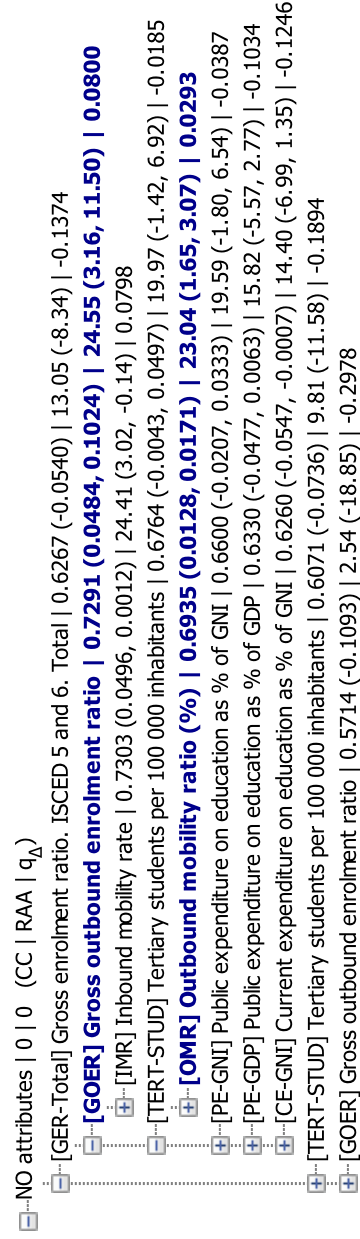 NO attributes | 0 | 0 (CC | RAA | qΔ)
[GER-Total] Gross enrolment ratio. ISCED 5 and 6. Total | 0.6267 (-0.0540) | 13.05 (-8.34) | -0.1374
[GOER] Gross outbound enrolment ratio | 0.7291 (0.0484, 0.1024) | 24.55 (3.16, 11.50) | 0.0800
[IMR] Inbound mobility rate | 0.7303 (0.0496, 0.0012) | 24.41 (3.02, -0.14) | 0.0798
[TERT-STUD] Tertiary students per 100 000 inhabitants | 0.6764 (-0.0043, 0.0497) | 19.97 (-1.42, 6.92) | -0.0185
[OMR] Outbound mobility ratio (%) | 0.6935 (0.0128, 0.0171) | 23.04 (1.65, 3.07) | 0.0293
[PE-GNI] Public expenditure on education as % of GNI | 0.6600 (-0.0207, 0.0333) | 19.59 (-1.80, 6.54) | -0.0387
[PE-GDP] Public expenditure on education as % of GDP | 0.6330 (-0.0477, 0.0063) | 15.82 (-5.57, 2.77) | -0.1034
[CE-GNI] Current expenditure on education as % of GNI | 0.6260 (-0.0547, -0.0007) | 14.40 (-6.99, 1.35) | -0.1246
[TERT-STUD] Tertiary students per 100 000 inhabitants | 0.6071 (-0.0736) | 9.81 (-11.58) | -0.1894
[GOER] Gross outbound enrolment ratio | 0.5714 (-0.1093) | 2.54 (-18.85) | -0.2978